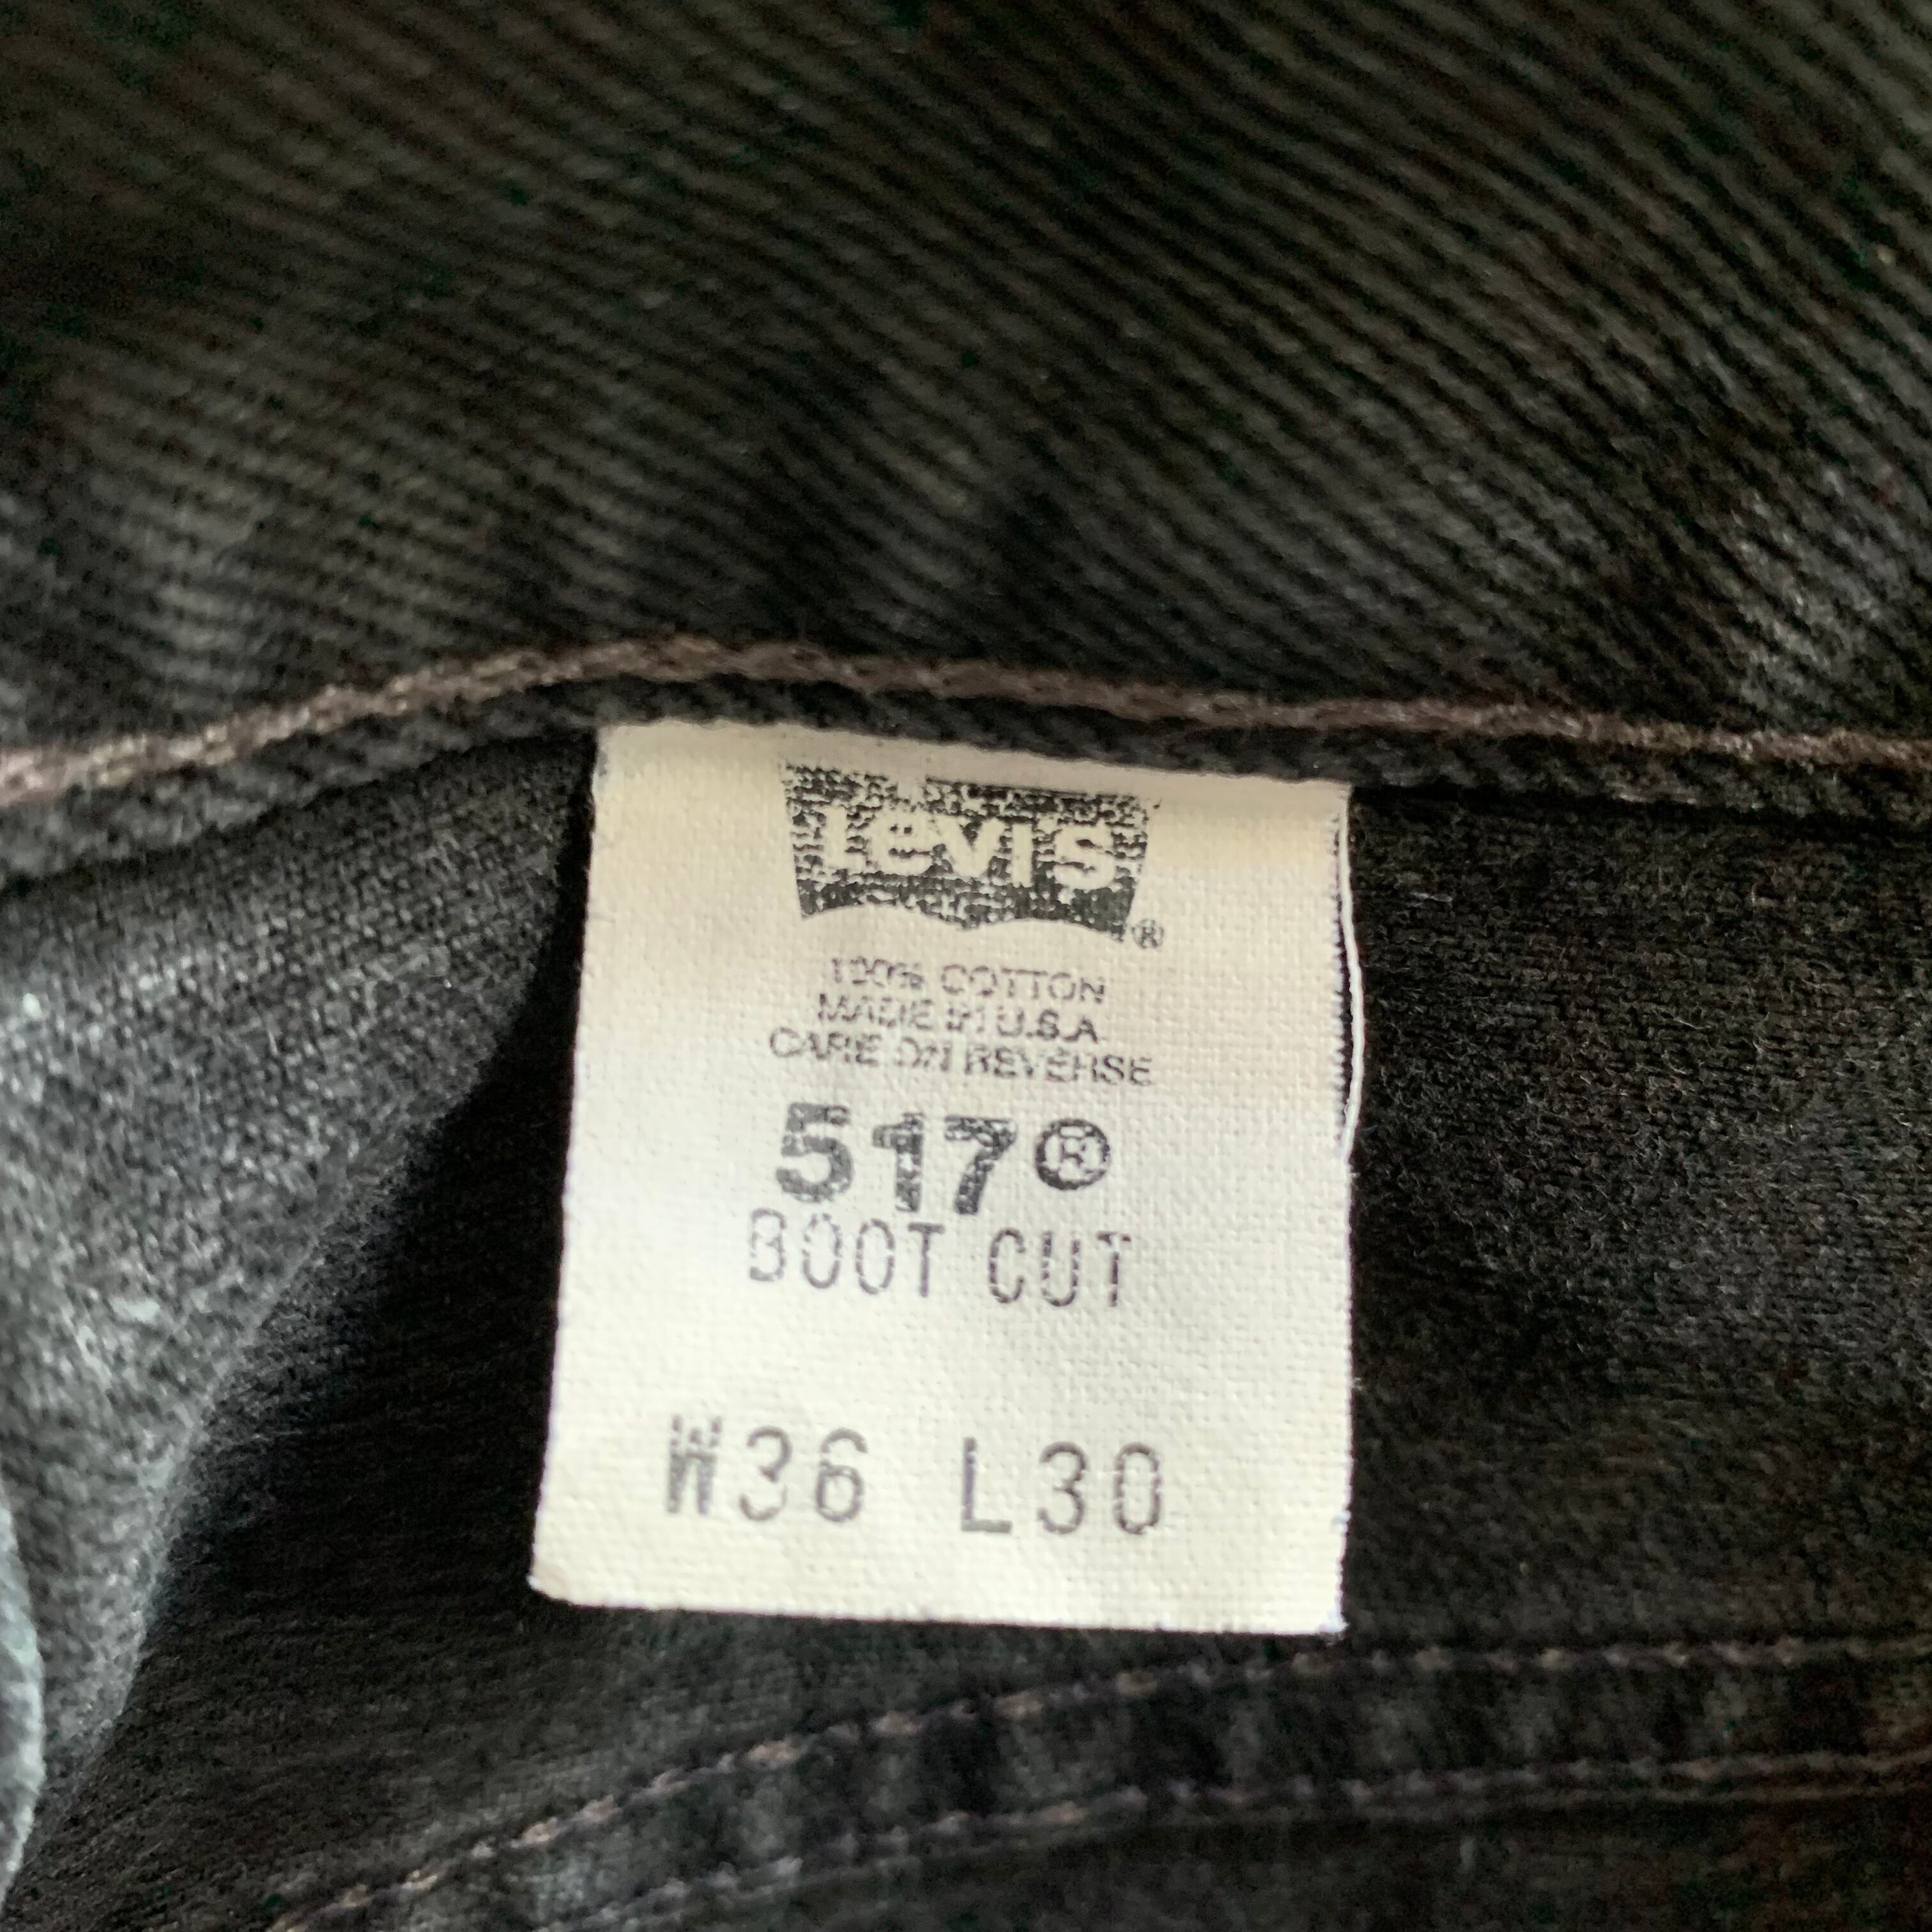 Levi's
®
100% COTTON
MADE IN U.S.A.
CARE ON REVERSE
517®
BOOT CUT
W36 L30